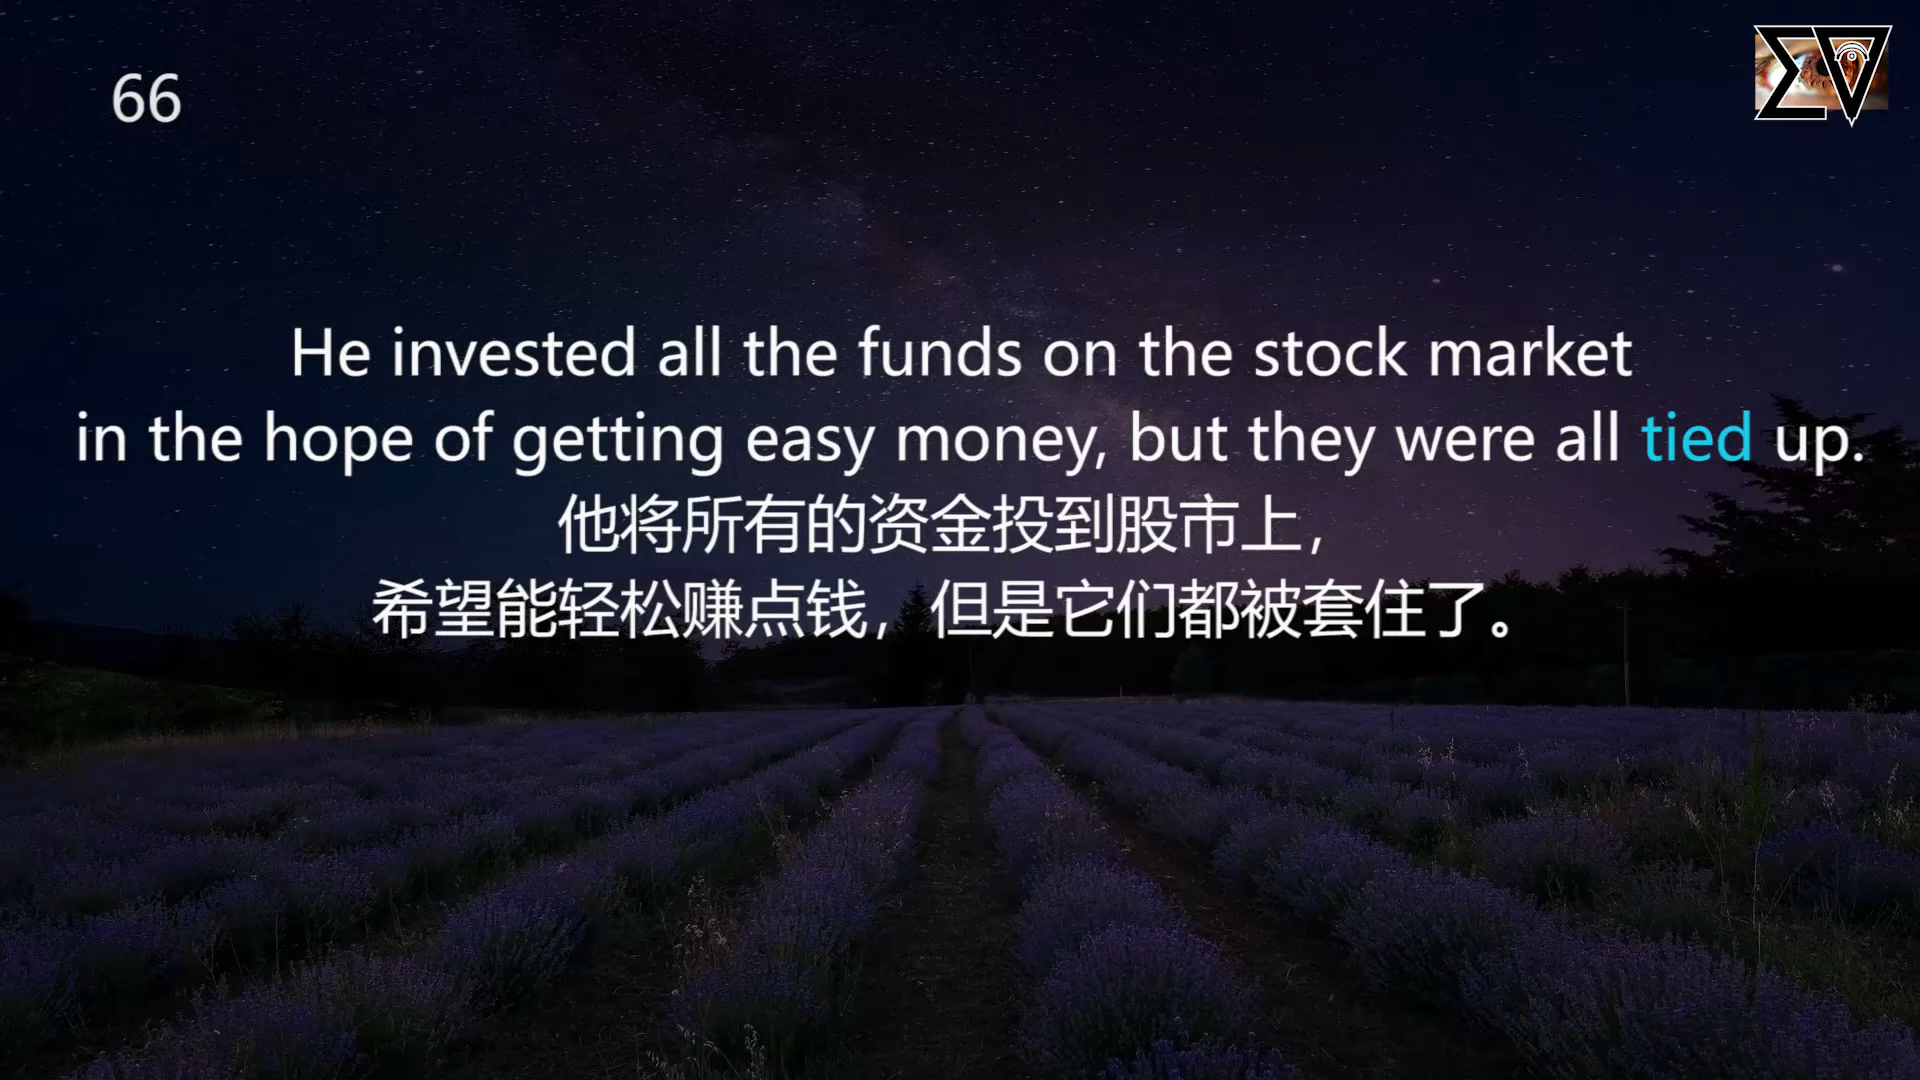 66
He invested all the funds on the stock market
in the hope of getting easy money, but they were all tied up.
他将所有的资金投到股市上，
希望能轻松赚点钱，但是它们都被套住了。